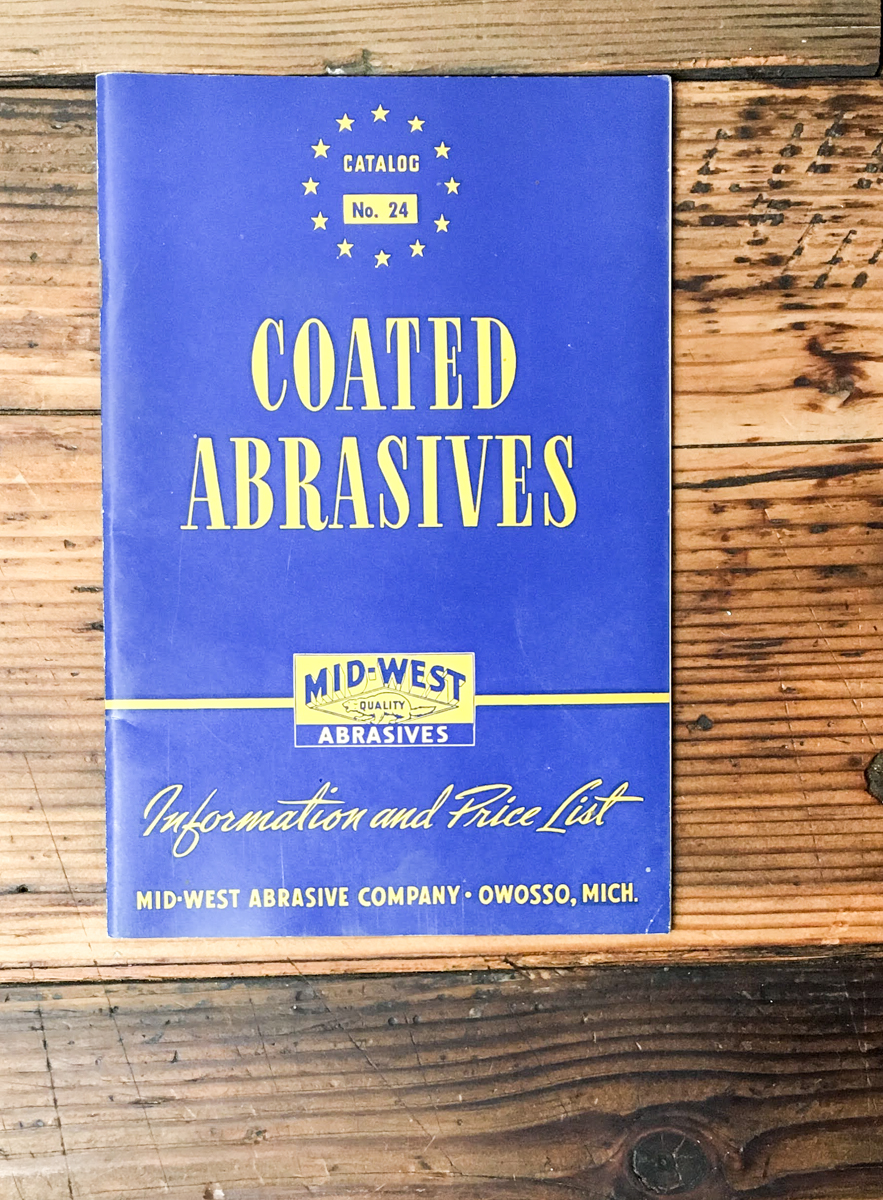 CATALOG
No. 24
COATED
ABRASIVES
MID-WEST
QUALITY
ABRASIVES
Information and Price List
MID-WEST ABRASIVE COMPANY • OWOSSO, MICH.